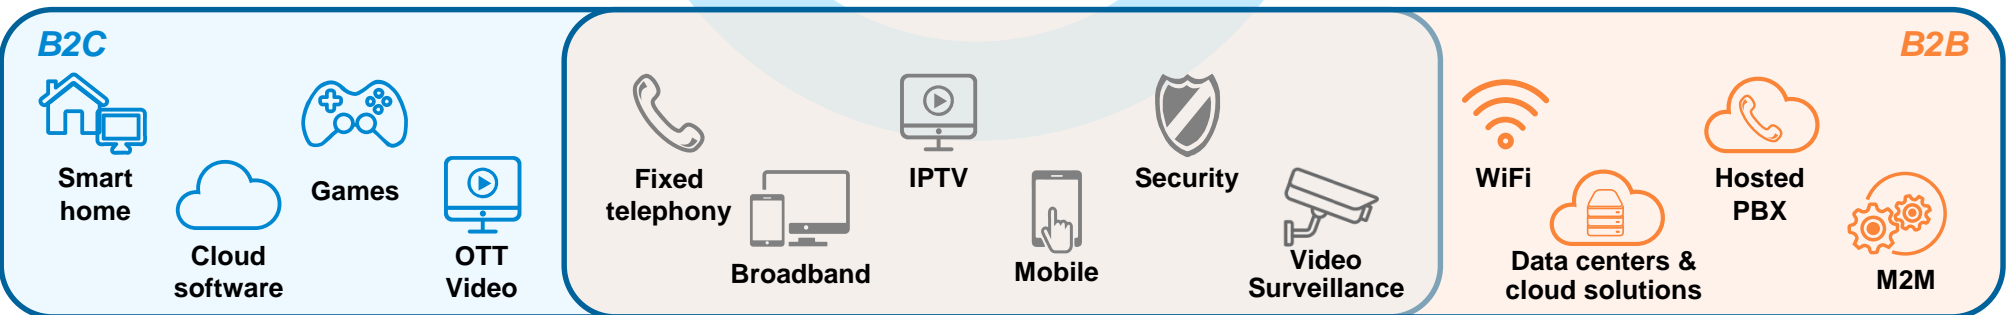 B2C
B2B
Smart
home
Cloud
software
Games
OTT
Video
Fixed
telephony
Broadband
IPTV
Mobile
Security
Video
Surveillance
WiFi
Data centers &
cloud solutions
Hosted
PBX
M2M